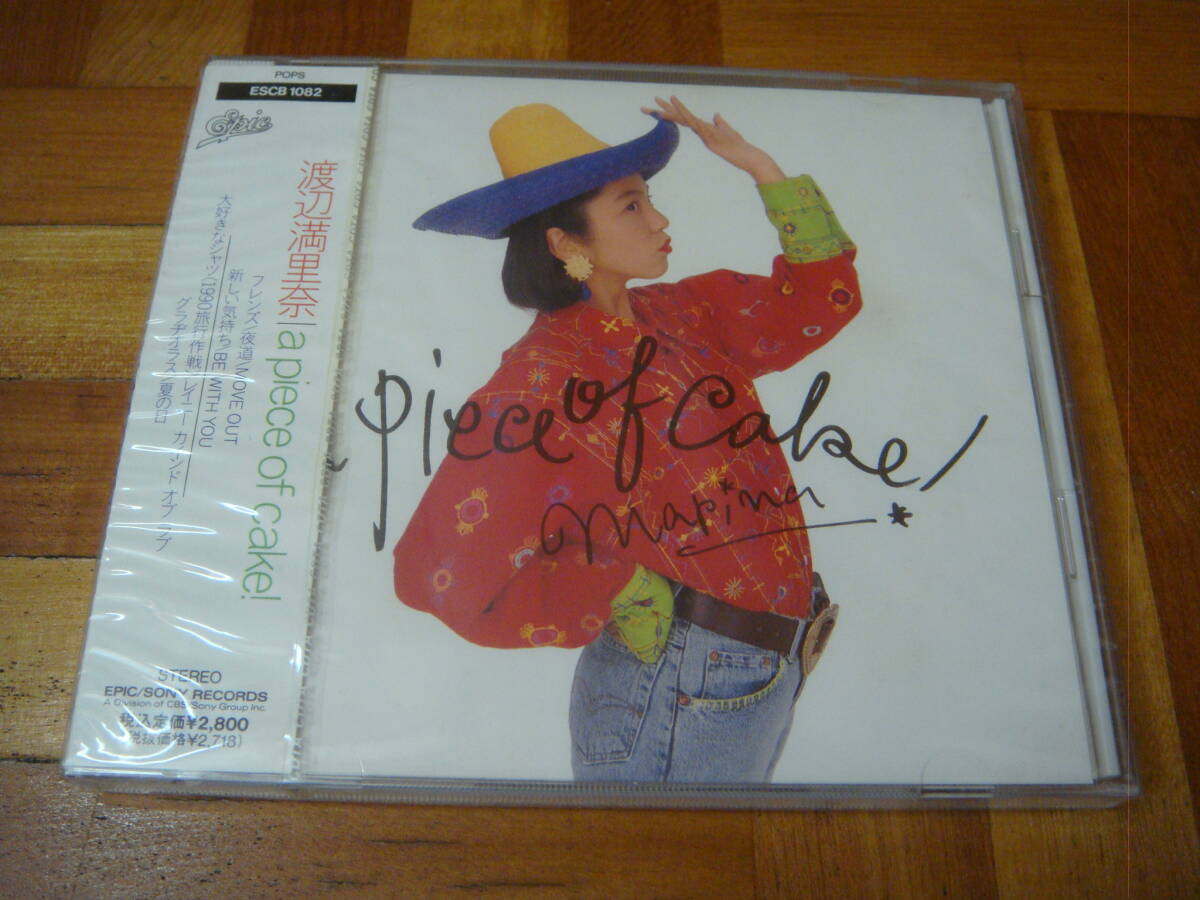 POPS
ESCB 1082
Epic
渡辺満里奈
a piece of cake!
フレンズ/夜道/MOVE OUT
新しい気持ち/BE WITH YOU
大好きなシャツ(1990旅行作戦)/レイニー カインド オブ ラブ
グラヂオラス/夏の日
STEREO
EPIC/SONY RECORDS
A Division of CBS/Sony Group Inc.
税込定価¥2,800
(税抜価格¥2,718)
a piece of cake!
marina